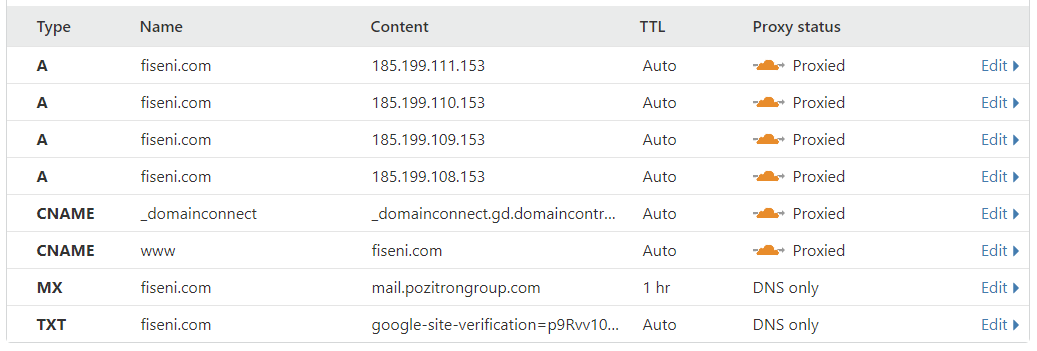 Type Name Content TTL Proxy status
A fiseni.com 185.199.111.153 Auto Proxied Edit
A fiseni.com 185.199.110.153 Auto Proxied Edit
A fiseni.com 185.199.109.153 Auto Proxied Edit
A fiseni.com 185.199.108.153 Auto Proxied Edit
CNAME _domainconnect _domainconnect.gd.domaincontr... Auto Proxied Edit
CNAME www fiseni.com Auto Proxied Edit
MX fiseni.com mail.pozitrongroup.com 1 hr DNS only Edit
TXT fiseni.com google-site-verification=p9Rvv10... Auto DNS only Edit